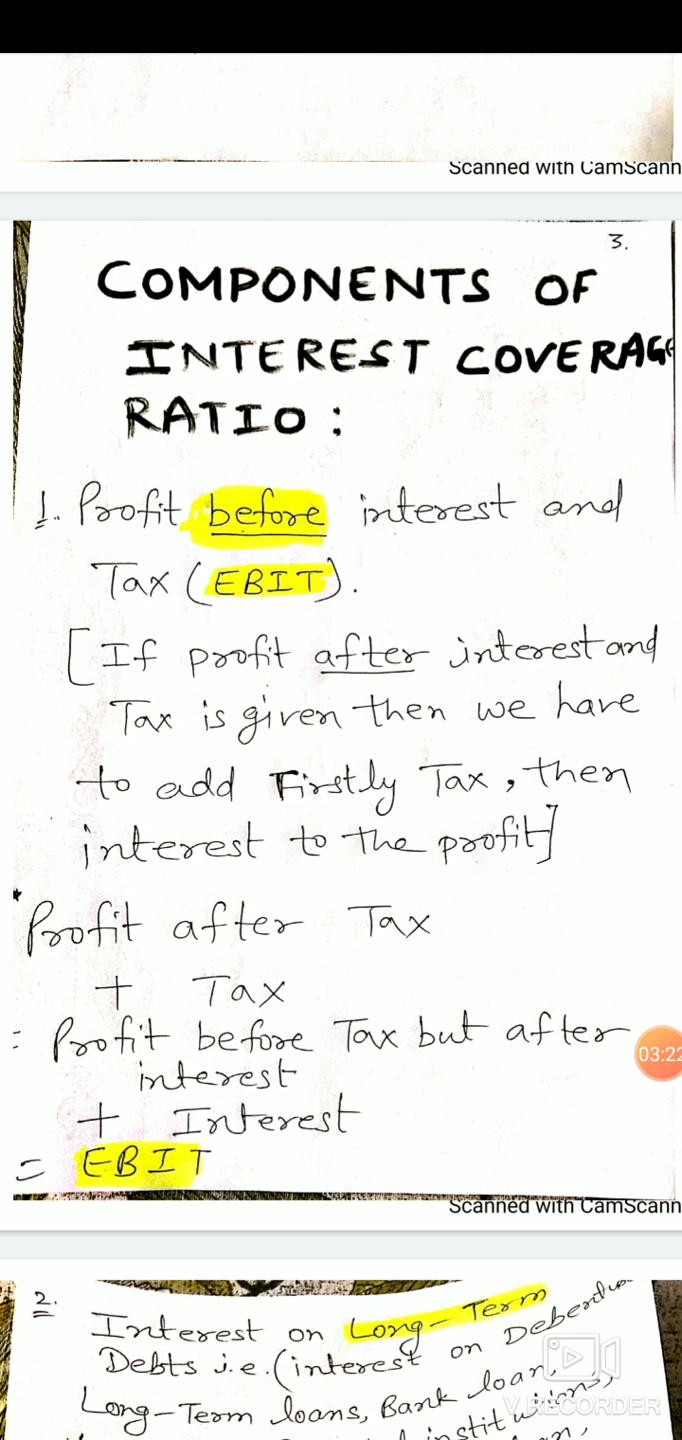 Scanned with CamScann
3.
COMPONENTS OF
INTEREST COVERAGE
RATIO :
1. Profit before interest and
Tax (EBIT).
[If profit after interest and
Tax is given then we have
to add Firstly Tax, then
interest to the profit]
* Profit after Tax
+ Tax
= Profit before Tax but after
interest
+ Interest
= EBIT
03:22
Scanned with CamScann
2.
Interest on Long-Term
Debts i.e. (interest on
Long-Term loans, Bank loan,
V.RECORDER